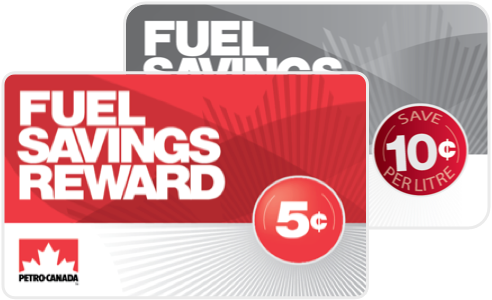 FUEL
SAVINGS
SAVE
10¢
PER LITRE
FUEL
SAVINGS
REWARD
5¢
PETRO-CANADA